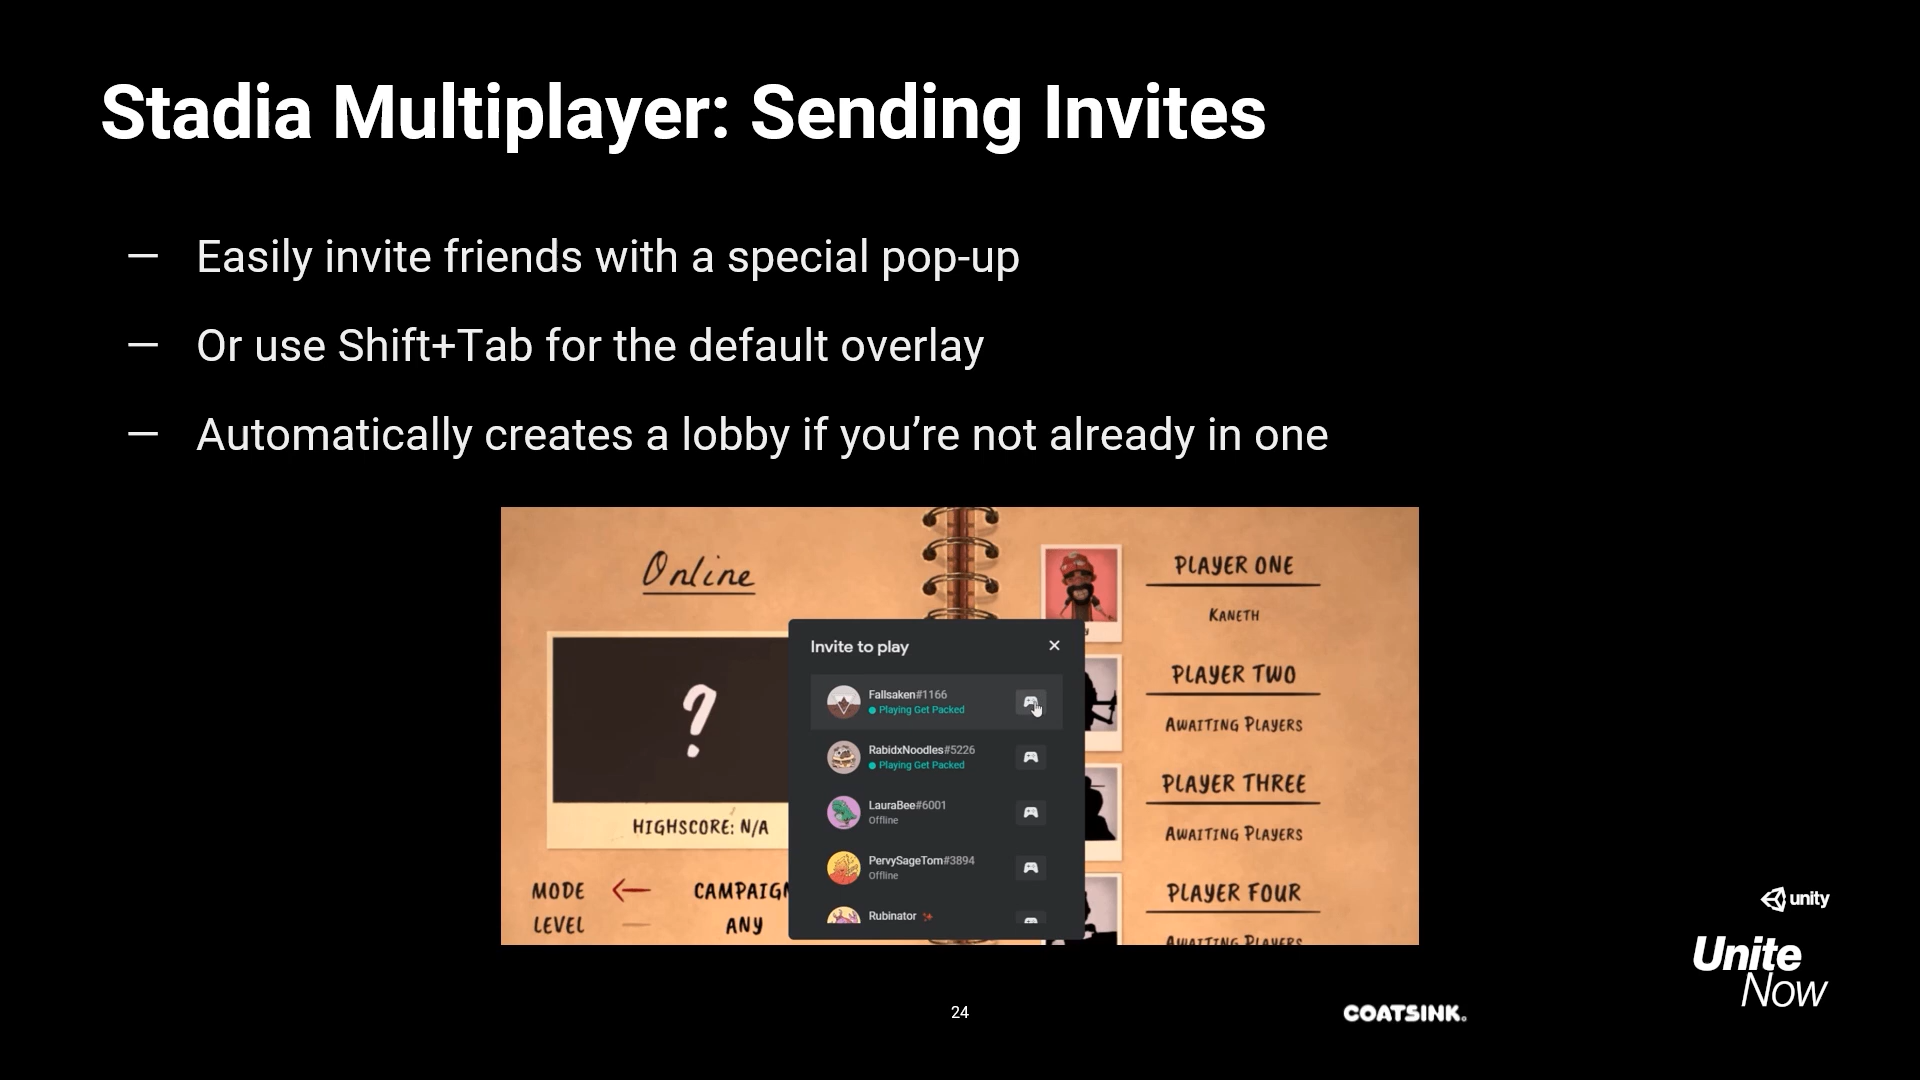 Stadia Multiplayer: Sending Invites
— Easily invite friends with a special pop-up
— Or use Shift+Tab for the default overlay
— Automatically creates a lobby if you’re not already in one
Online
HIGHSCORE: N/A
MODE
CAMPAIGN
LEVEL
ANY
Invite to play
Fallsaken#1166
Playing Get Packed
RabidxNoodles#5226
Playing Get Packed
LauraBee#6001
Offline
PervySageTom#3894
Offline
Rubinator
PLAYER ONE
KANETH
PLAYER TWO
AWAITING PLAYERS
PLAYER THREE
AWAITING PLAYERS
PLAYER FOUR
AWAITING PLAYERS
24
COATSINK.
unity
Unite
Now